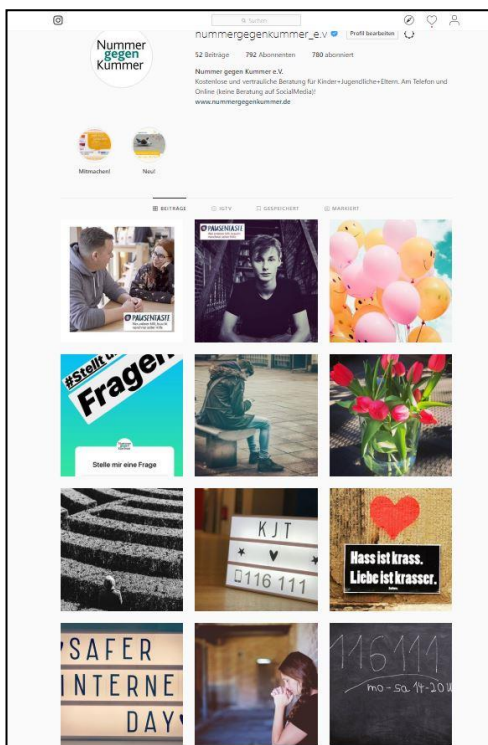 Suchen
Nummer
gegen
Kummer
nummergegenkummer_e.v
Profil bearbeiten
52 Beiträge 792 Abonnenten 780 abonniert
Nummer gegen Kummer e.V.
Kostenlose und vertrauliche Beratung für Kinder+Jugendliche+Eltern. Am Telefon und
Online (keine Beratung auf SocialMedia)!
www.nummergegenkummer.de
Mitmachen! Neu!
BEITRÄGE IGTV GESPEICHERT MARKIERT
PAUSENTASTE
PAUSENTASTE
#Stellt
Fragen
Stelle mir eine Frage
KJT
116 111
Hass ist krass.
Liebe ist krasser.
SAFER
INTERNE
DAY
116111
mo-sa 14-20